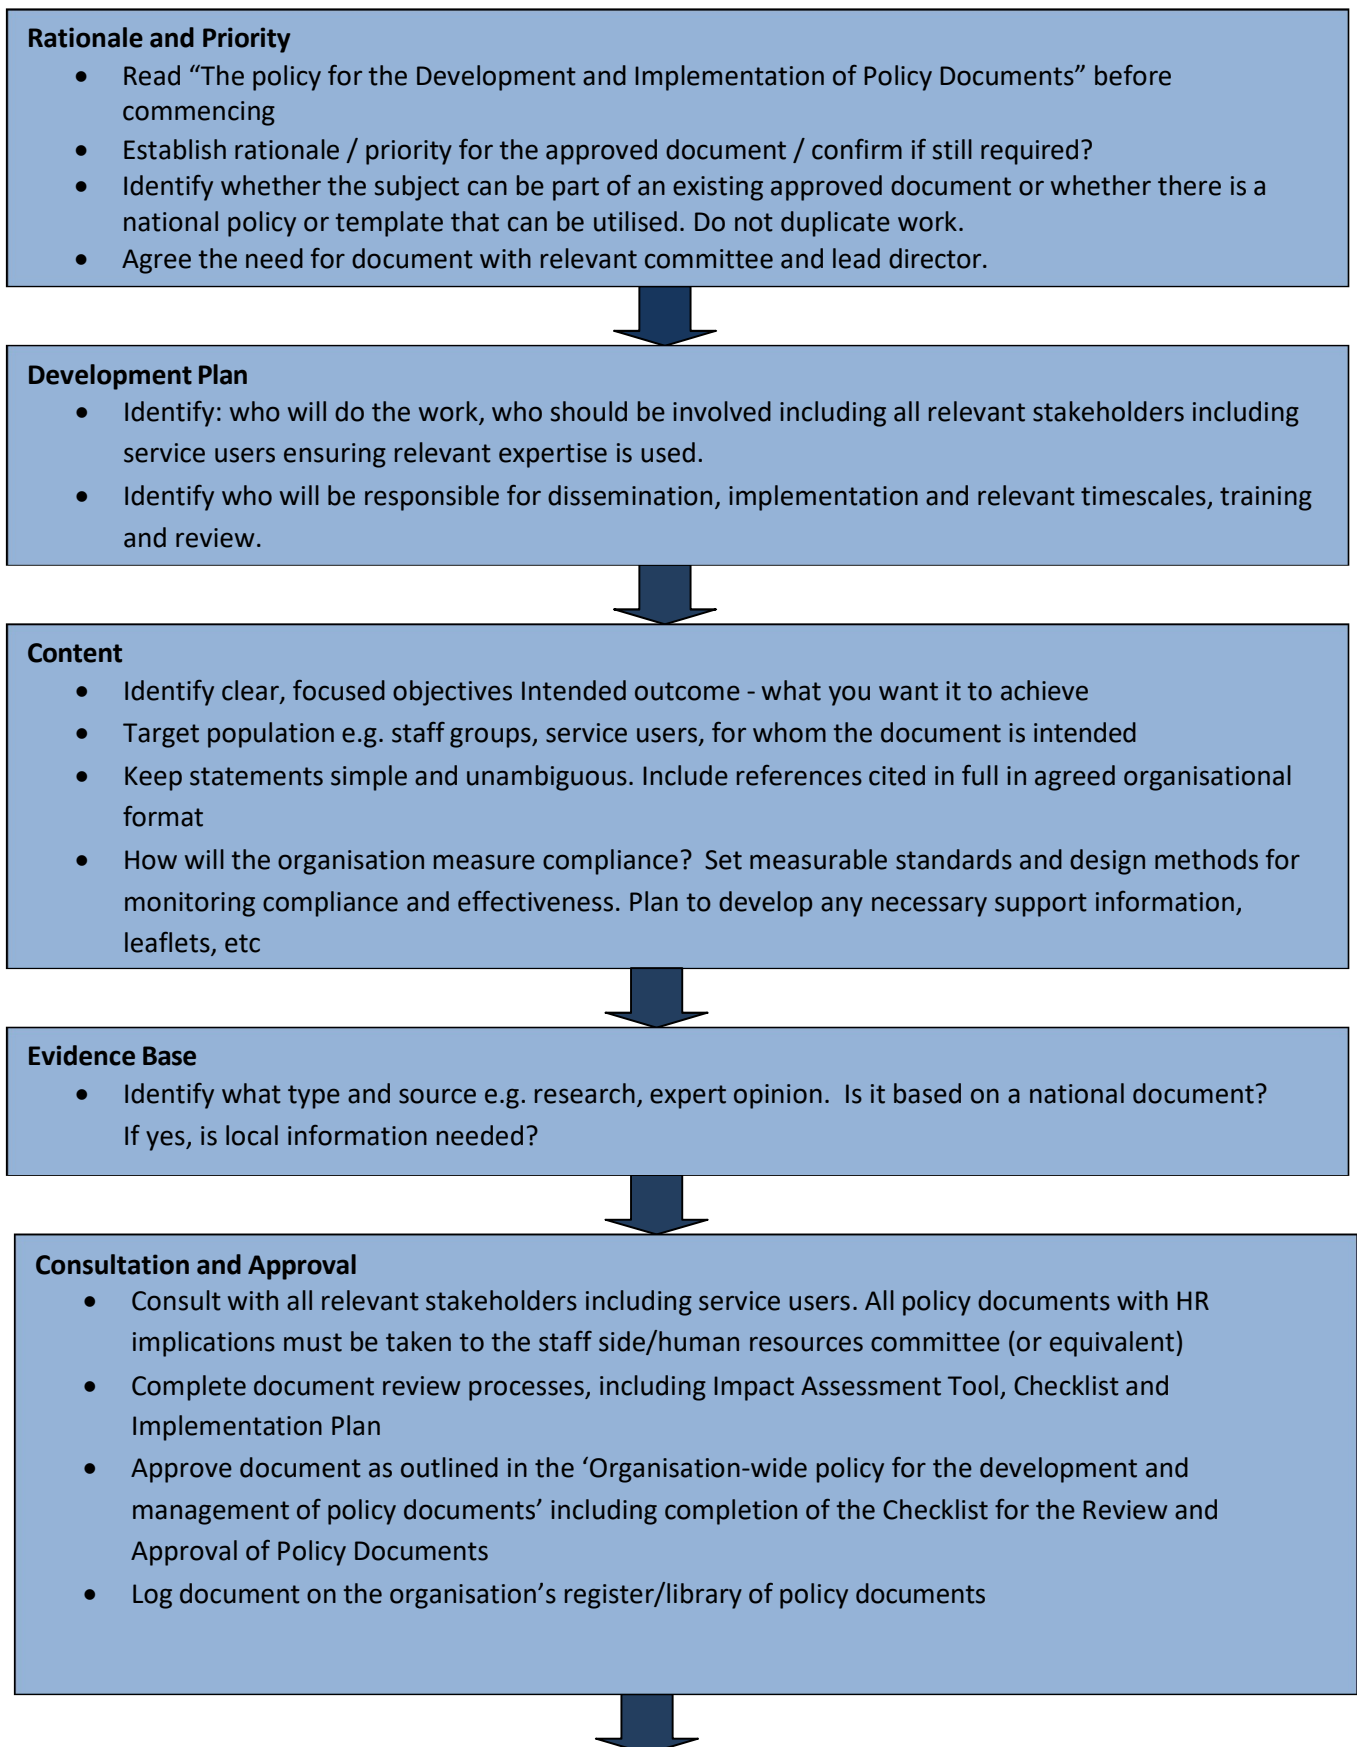 Rationale and Priority
• Read “The policy for the Development and Implementation of Policy Documents” before
commencing
• Establish rationale / priority for the approved document / confirm if still required?
• Identify whether the subject can be part of an existing approved document or whether there is a
national policy or template that can be utilised. Do not duplicate work.
• Agree the need for document with relevant committee and lead director.
Development Plan
• Identify: who will do the work, who should be involved including all relevant stakeholders including
service users ensuring relevant expertise is used.
• Identify who will be responsible for dissemination, implementation and relevant timescales, training
and review.
Content
• Identify clear, focused objectives Intended outcome - what you want it to achieve
• Target population e.g. staff groups, service users, for whom the document is intended
• Keep statements simple and unambiguous. Include references cited in full in agreed organisational
format
• How will the organisation measure compliance?  Set measurable standards and design methods for
monitoring compliance and effectiveness. Plan to develop any necessary support information,
leaflets, etc
Evidence Base
• Identify what type and source e.g. research, expert opinion.  Is it based on a national document?
If yes, is local information needed?
Consultation and Approval
• Consult with all relevant stakeholders including service users. All policy documents with HR
implications must be taken to the staff side/human resources committee (or equivalent)
• Complete document review processes, including Impact Assessment Tool, Checklist and
Implementation Plan
• Approve document as outlined in the ‘Organisation-wide policy for the development and
management of policy documents’ including completion of the Checklist for the Review and
Approval of Policy Documents
• Log document on the organisation’s register/library of policy documents